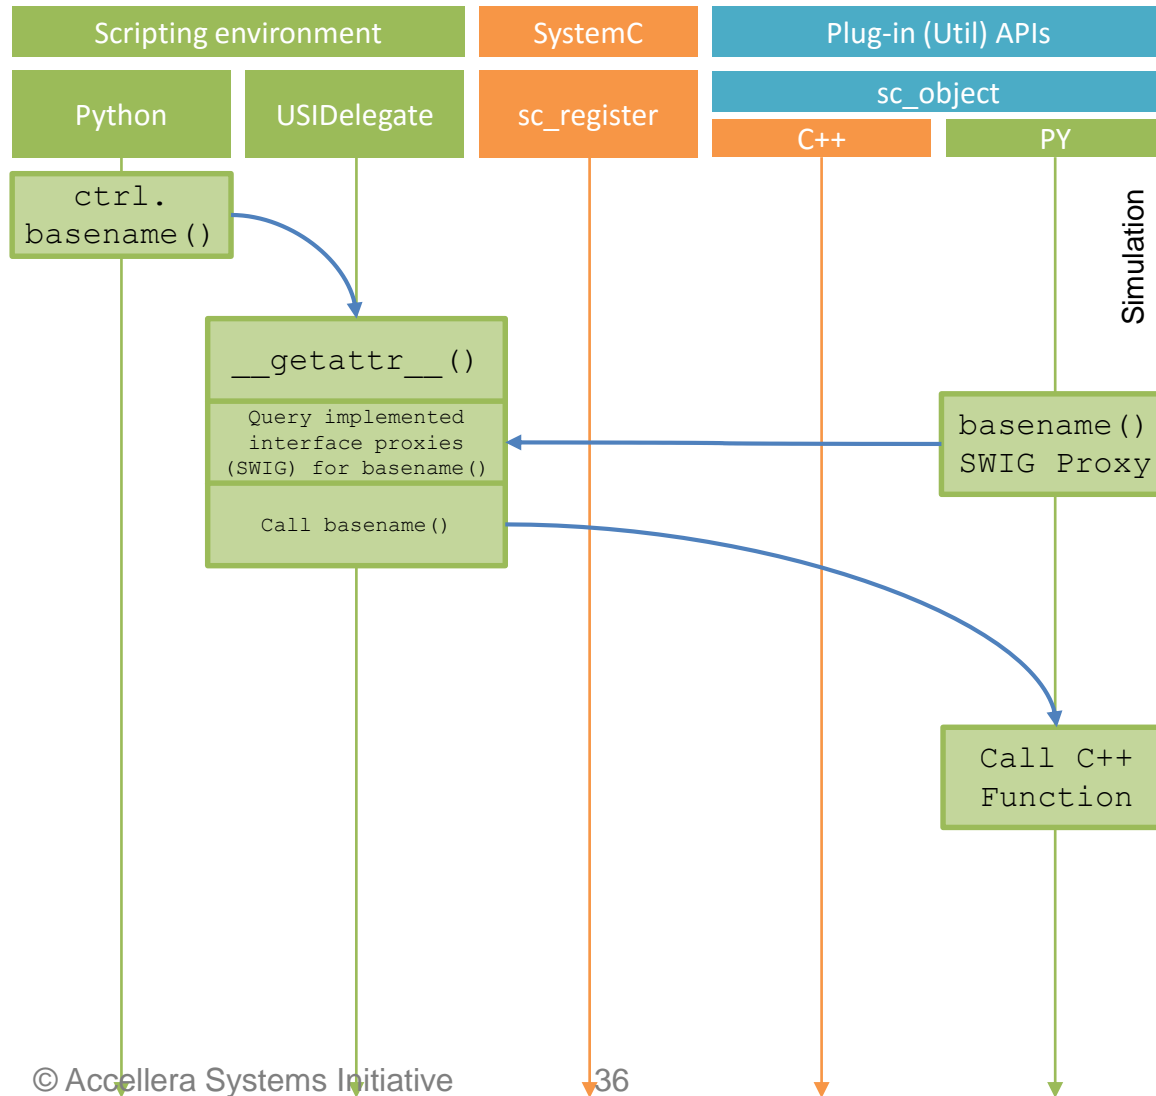 Scripting environment
SystemC
Plug-in (Util) APIs
Python
USIDelegate
sc_register
sc_object
C++
PY
ctrl.
basename()
Simulation
__getattr__()
Query implemented
interface proxies
(SWIG) for basename()
basename()
SWIG Proxy
Call basename()
Call C++
Function
© Accellera Systems Initiative
36